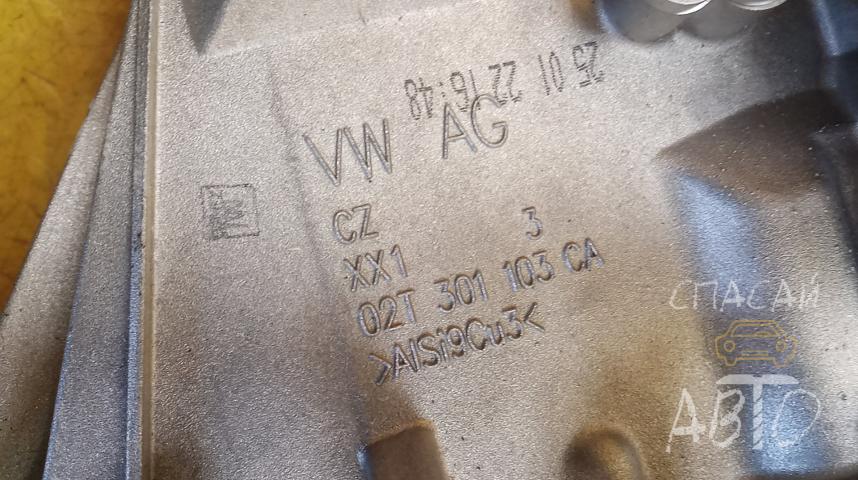 25 01 22 16:48
VW AG
CZ 3
XX1
02T 301 103 CA
>AlSi9Cu3<
СПАСАЙ
АВТО